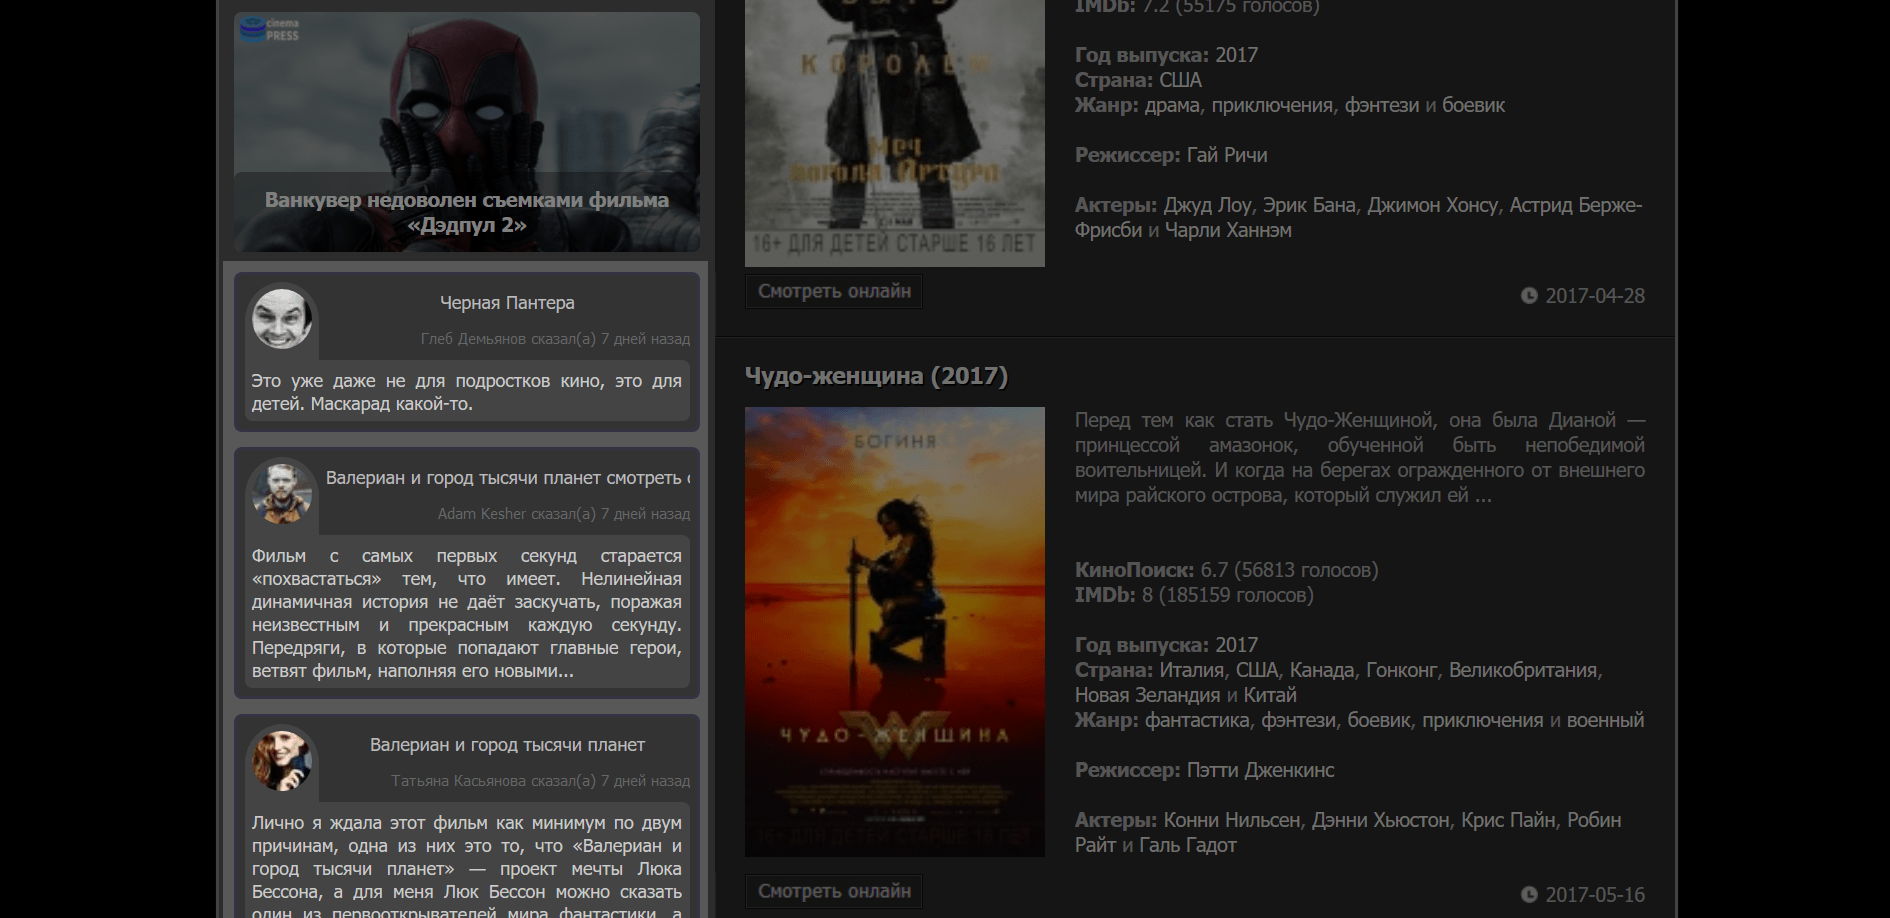 cinema
PRESS
Ванкувер недоволен съемками фильма
«Дэдпул 2»
Черная Пантера
Глеб Демьянов сказал(а) 7 дней назад
Это уже даже не для подростков кино, это для
детей. Маскарад какой-то.
Валериан и город тысячи планет смотреть
Adam Kesher сказал(а) 7 дней назад
Фильм с самых первых секунд старается
«похвастаться» тем, что имеет. Нелинейная
динамичная история не даёт заскучать, поражая
неизвестным и прекрасным каждую секунду.
Передряги, в которые попадают главные герои,
ветвят фильм, наполняя его новыми...
Валериан и город тысячи планет
Татьяна Касьянова сказал(а) 7 дней назад
Лично я ждала этот фильм как минимум по двум
причинам, одна из них это то, что «Валериан и
город тысячи планет» — проект мечты Люка
Бессона, а для меня Люк Бессон можно сказать
один из первооткрывателей мира фантастики, а
КОРОЛЕМ
Меч
короля Артура
16+ ДЛЯ ДЕТЕЙ СТАРШЕ 16 ЛЕТ
IMDb: 7.2 (55175 голосов)
Год выпуска: 2017
Страна: США
Жанр: драма, приключения, фэнтези и боевик
Режиссер: Гай Ричи
Актеры: Джуд Лоу, Эрик Бана, Джимон Хонсу, Астрид Берже-
Фрисби и Чарли Ханнэм
Смотреть онлайн
2017-04-28
Чудо-женщина (2017)
БОГИНЯ
ЧУДО-ЖЕНЩИНА
16+ ДЛЯ ДЕТЕЙ СТАРШЕ 16 ЛЕТ
Перед тем как стать Чудо-Женщиной, она была Дианой —
принцессой амазонок, обученной быть непобедимой
воительницей. И когда на берегах огражденного от внешнего
мира райского острова, который служил ей ...
КиноПоиск: 6.7 (56813 голосов)
IMDb: 8 (185159 голосов)
Год выпуска: 2017
Страна: Италия, США, Канада, Гонконг, Великобритания,
Новая Зеландия и Китай
Жанр: фантастика, фэнтези, боевик, приключения и военный
Режиссер: Пэтти Дженкинс
Актеры: Конни Нильсен, Дэнни Хьюстон, Крис Пайн, Робин
Райт и Галь Гадот
Смотреть онлайн
2017-05-16